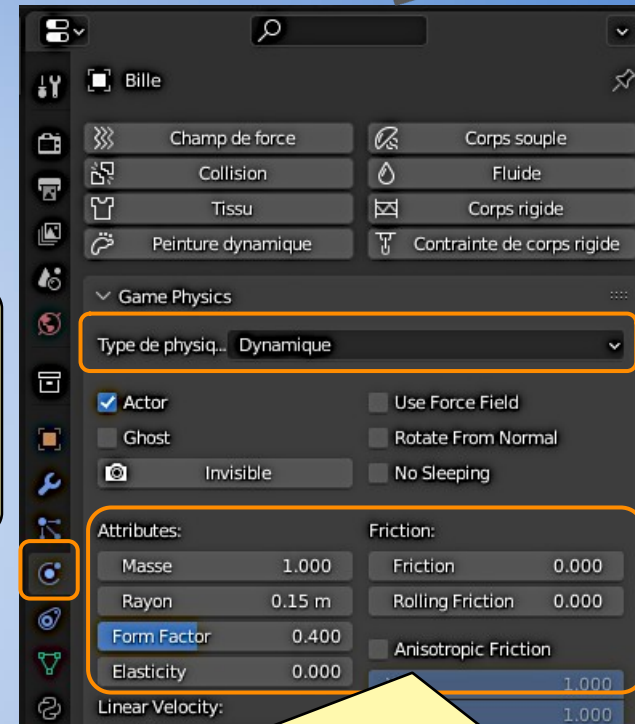 Bille
Champ de force Corps souple
Collision Fluide
Tissu Corps rigide
Peinture dynamique Contrainte de corps rigide
Game Physics
Type de physiq... Dynamique
Actor Use Force Field
Ghost Rotate From Normal
Invisible No Sleeping
Attributes: Friction:
Masse 1.000 Friction 0.000
Rayon 0.15 m Rolling Friction 0.000
Form Factor 0.400 Anisotropic Friction
Elasticity 0.000 1.000
Linear Velocity: 1.000